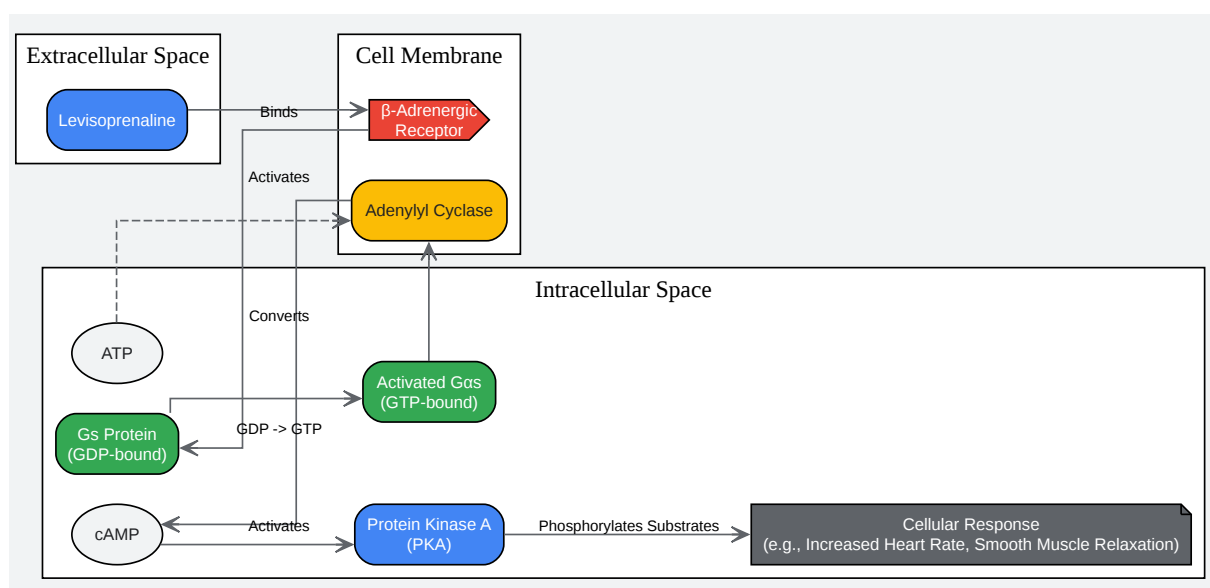 Extracellular Space
Cell Membrane
Levisoprenaline
Binds
β-Adrenergic
Receptor
Activates
Adenylyl Cyclase
Intracellular Space
Converts
ATP
Activated Gαs
(GTP-bound)
GDP -> GTP
Gs Protein
(GDP-bound)
cAMP
Activates
Protein Kinase A
(PKA)
Phosphorylates Substrates
Cellular Response
(e.g., Increased Heart Rate, Smooth Muscle Relaxation)